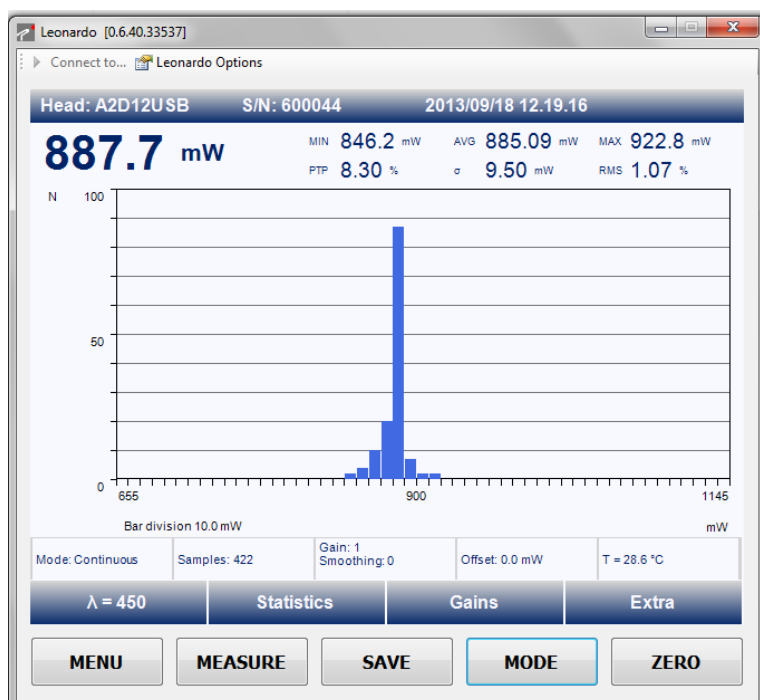 Leonardo [0.6.40.33537]
Connect to... Leonardo Options
Head: A2D12USB S/N: 600044 2013/09/18 12.19.16
887.7 mW
MIN 846.2 mW AVG 885.09 mW MAX 922.8 mW
PTP 8.30 % σ 9.50 mW RMS 1.07 %
N 100
50
0
655 900 1145
Bar division 10.0 mW mW
Mode: Continuous Samples: 422 Gain: 1 Offset: 0.0 mW T = 28.6 °C
Smoothing: 0
λ = 450 Statistics Gains Extra
MENU MEASURE SAVE MODE ZERO